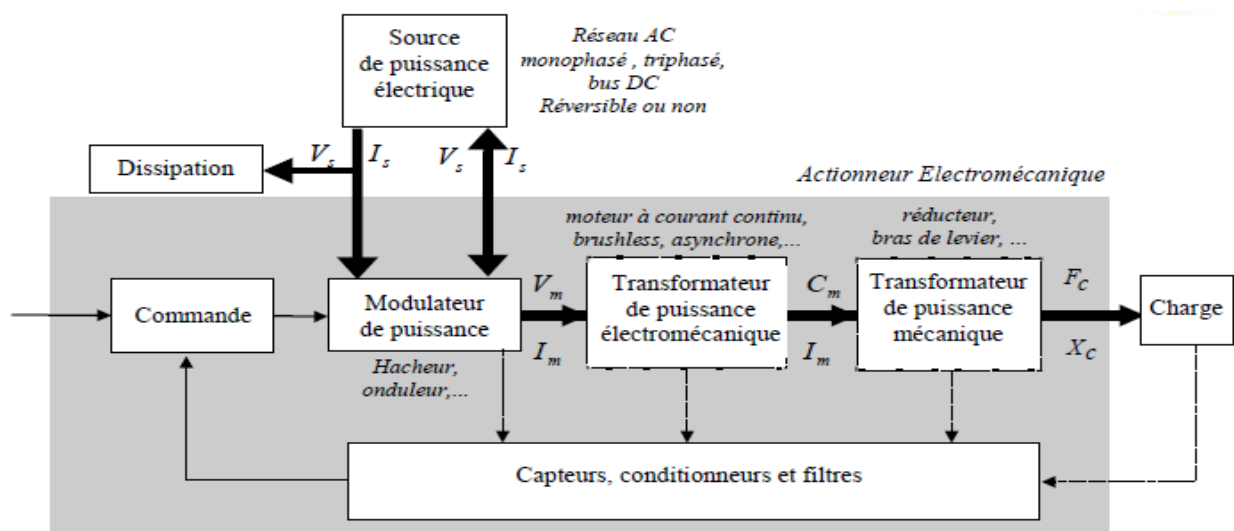 Source
de puissance
électrique
Réseau AC
monophasé , triphasé,
bus DC
Réversible ou non
V_s I_s V_s I_s
Dissipation
Actionneur Electromécanique
moteur à courant continu,
brushless, asynchrone,...
réducteur,
bras de levier, ...
Commande
Modulateur
de puissance
V_m
I_m
Transformateur
de puissance
électromécanique
C_m
I_m
Transformateur
de puissance
mécanique
F_C
X_C
Charge
Hacheur,
onduleur,...
Capteurs, conditionneurs et filtres